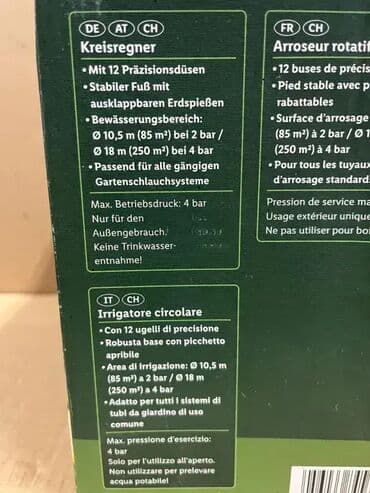 DE AT CH
Kreisregner
• Mit 12 Präzisionsdüsen
• Stabiler Fuß mit
ausklappbaren Erdspießen
• Bewässerungsbereich:
Ø 10,5 m (85 m²) bei 2 bar /
Ø 18 m (250 m²) bei 4 bar
• Passend für alle gängigen
Gartenschlauchsysteme
Max. Betriebsdruck: 4 bar
Nur für den
Außengebrauch.
Keine Trinkwasser-
entnahme!
FR CH
Arroseur rotatif
• 12 buses de précis
• Pied stable avec p
rabattables
• Surface d'arrosage
(85 m²) à 2 bar / Ø 1
(250 m²) à 4 bar
• Pour tous les tuyau
d'arrosage standard
Pression de service ma
Usage extérieur unique
Ne pas utiliser pour boi
IT CH
Irrigatore circolare
• Con 12 ugelli di precisione
• Robusta base con picchetto
apribile
• Area di irrigazione: Ø 10,5 m
(85 m²) a 2 bar / Ø 18 m
(250 m²) a 4 bar
• Adatto per tutti i sistemi di
tubi da giardino di uso
comune
Max. pressione d'esercizio:
4 bar
Solo per l'utilizzo all'aperto.
Non utilizzare per prelevare
acqua potabile!